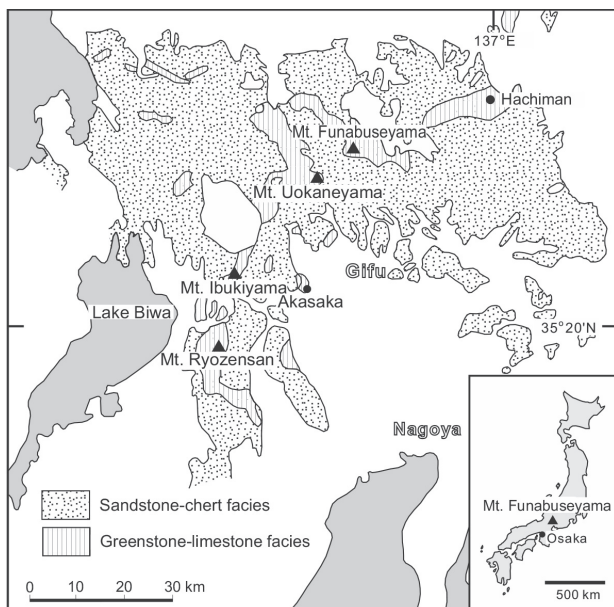 137°E
Hachiman
Mt. Funabuseyama
Mt. Uokaneyama
Gifu
Mt. Ibukiyama
Akasaka
Lake Biwa
35°20'N
Mt. Ryozensan
Nagoya
Sandstone-chert facies
Greenstone-limestone facies
0 10 20 30 km
Mt. Funabuseyama
Osaka
500 km